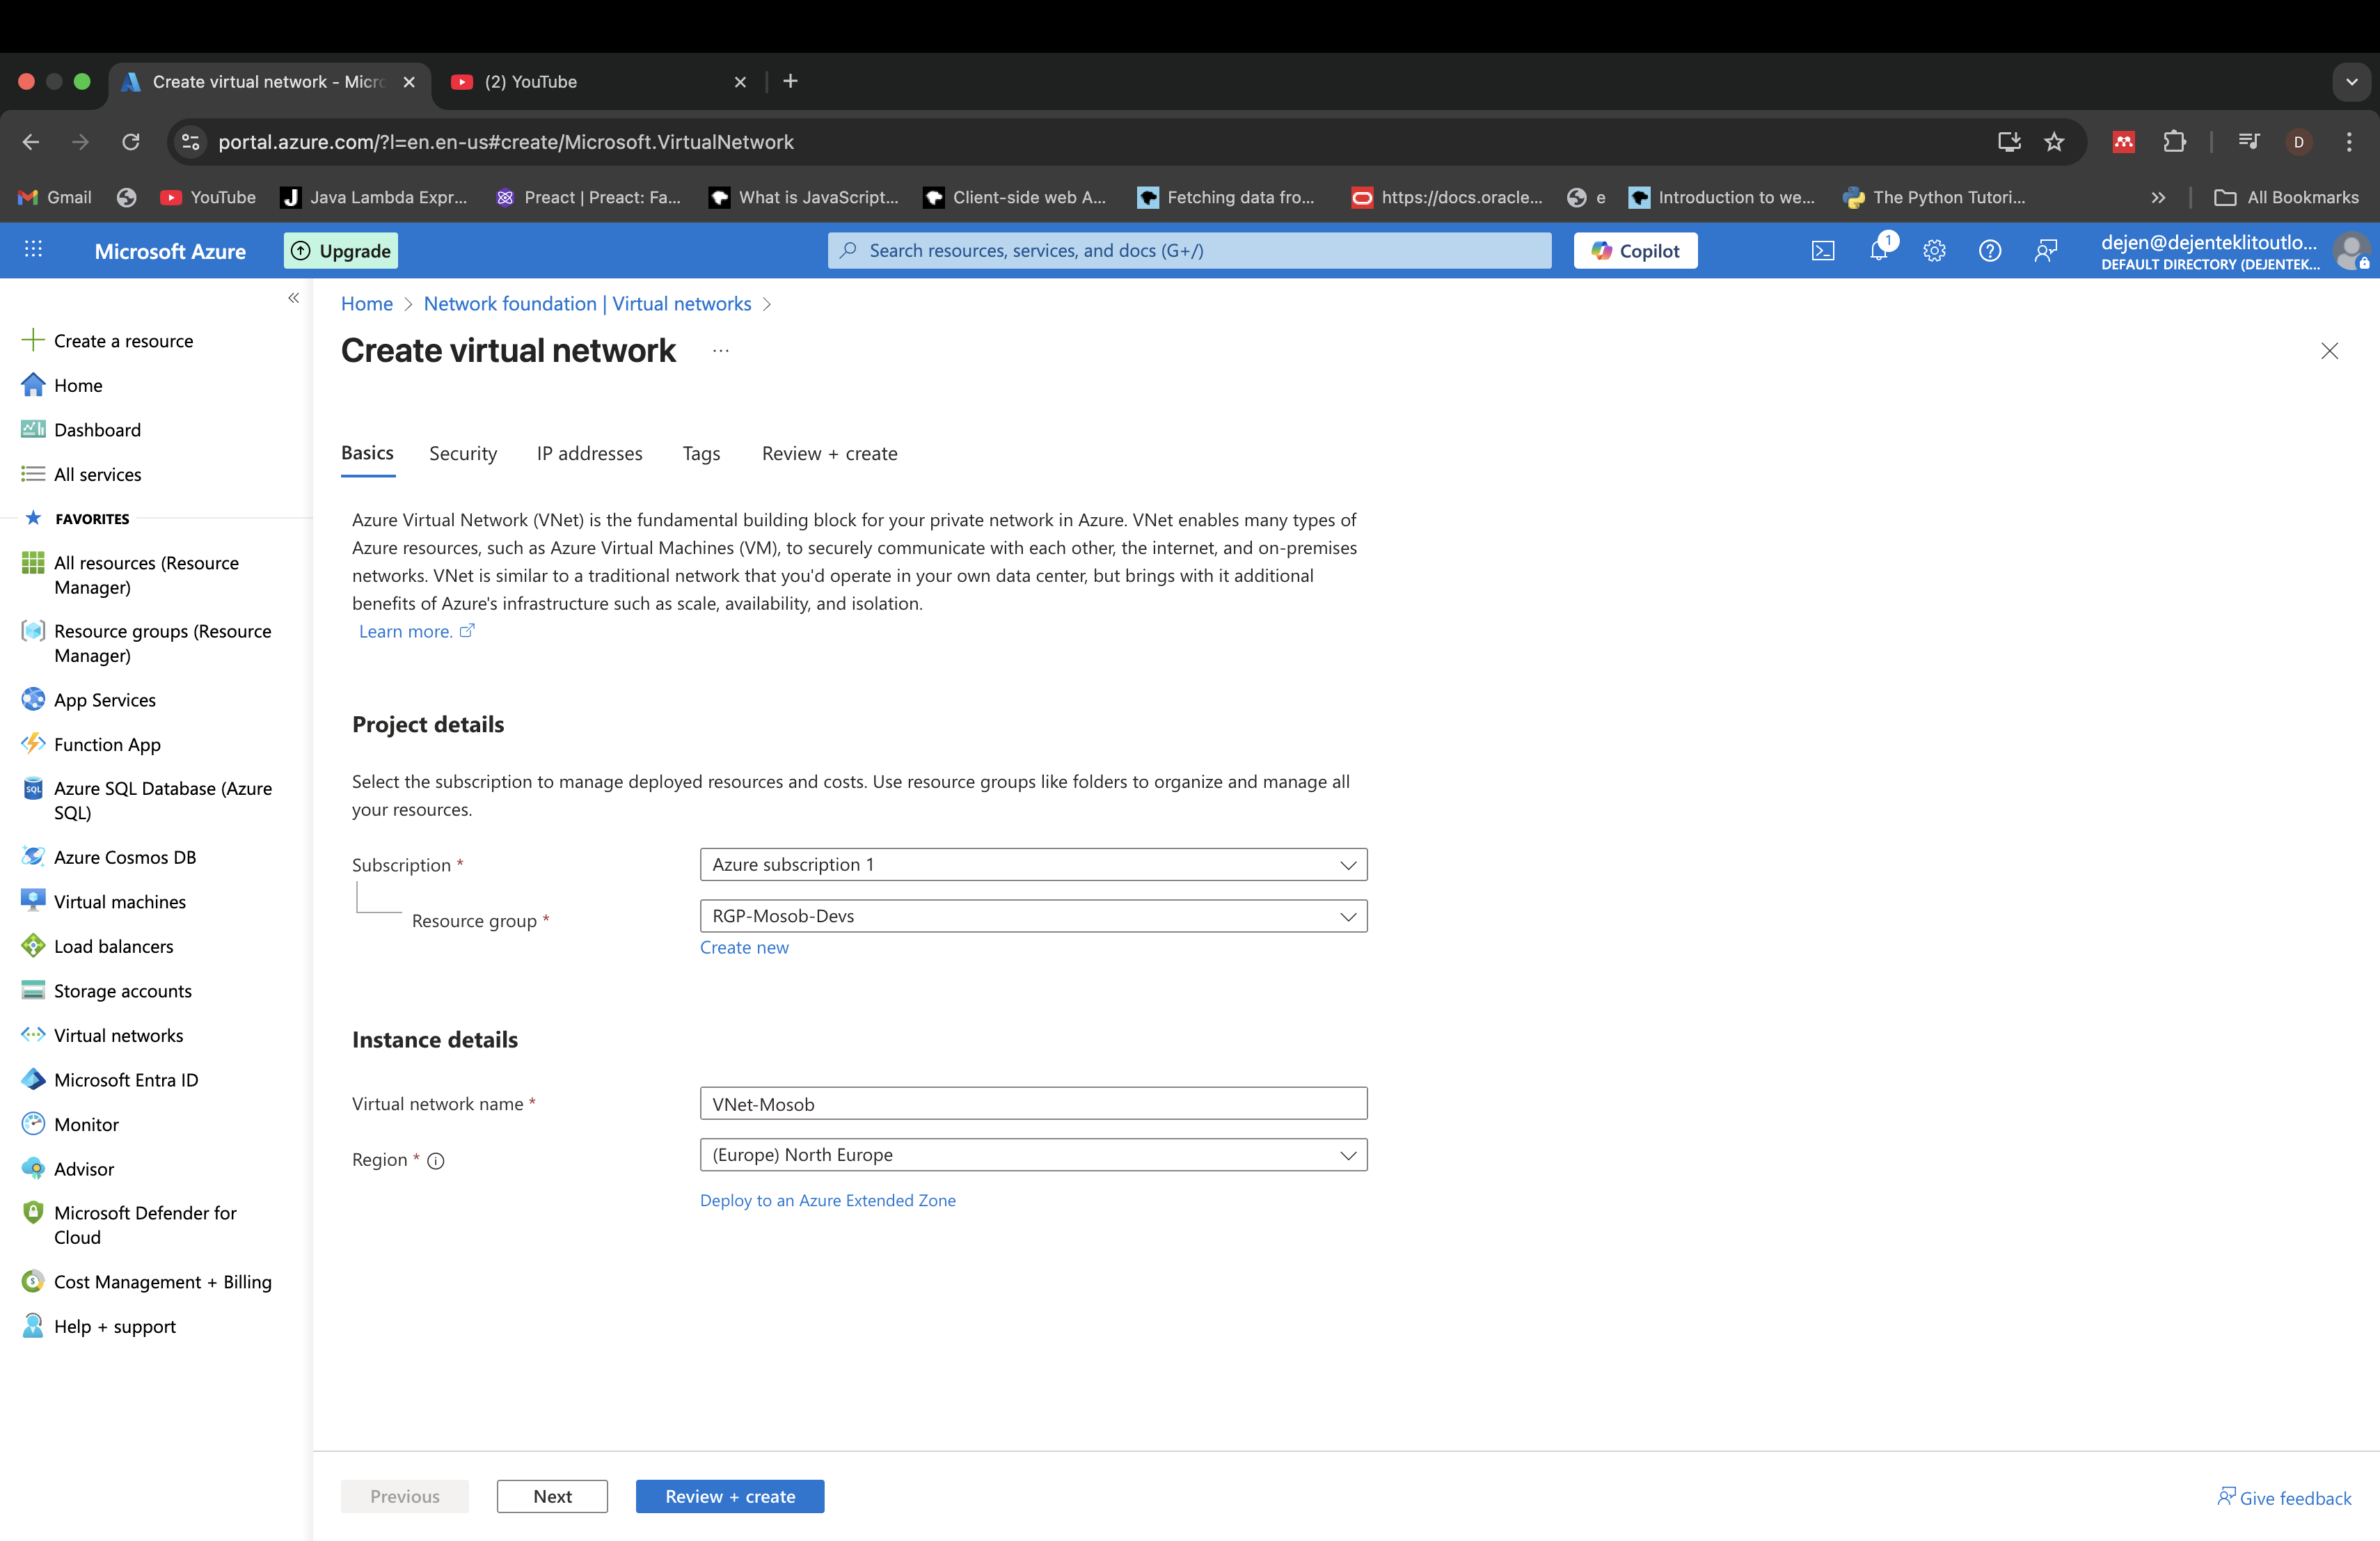 Create virtual network - Micro
(2) YouTube
portal.azure.com/?l=en.en-us#create/Microsoft.VirtualNetwork
D
Gmail
YouTube
Java Lambda Expr...
Preact | Preact: Fa...
What is JavaScript...
Client-side web A...
Fetching data fro...
https://docs.oracle...
e
Introduction to we...
The Python Tutori...
All Bookmarks
Microsoft Azure
Upgrade
Search resources, services, and docs (G+/)
Copilot
1
dejen@dejenteklitoutlo...
DEFAULT DIRECTORY (DEJENTEK...
Create a resource
Home
Dashboard
All services
FAVORITES
All resources (Resource
Manager)
Resource groups (Resource
Manager)
App Services
Function App
SQL
Azure SQL Database (Azure
SQL)
Azure Cosmos DB
Virtual machines
Load balancers
Storage accounts
Virtual networks
Microsoft Entra ID
Monitor
Advisor
Microsoft Defender for
Cloud
Cost Management + Billing
Help + support
Home > Network foundation | Virtual networks >
Create virtual network ...
Basics
Security
IP addresses
Tags
Review + create
Azure Virtual Network (VNet) is the fundamental building block for your private network in Azure. VNet enables many types of
Azure resources, such as Azure Virtual Machines (VM), to securely communicate with each other, the internet, and on-premises
networks. VNet is similar to a traditional network that you'd operate in your own data center, but brings with it additional
benefits of Azure's infrastructure such as scale, availability, and isolation.
Learn more.
Project details
Select the subscription to manage deployed resources and costs. Use resource groups like folders to organize and manage all
your resources.
Subscription *
Azure subscription 1
Resource group *
RGP-Mosob-Devs
Create new
Instance details
Virtual network name *
VNet-Mosob
Region *
(Europe) North Europe
Deploy to an Azure Extended Zone
Previous
Next
Review + create
Give feedback